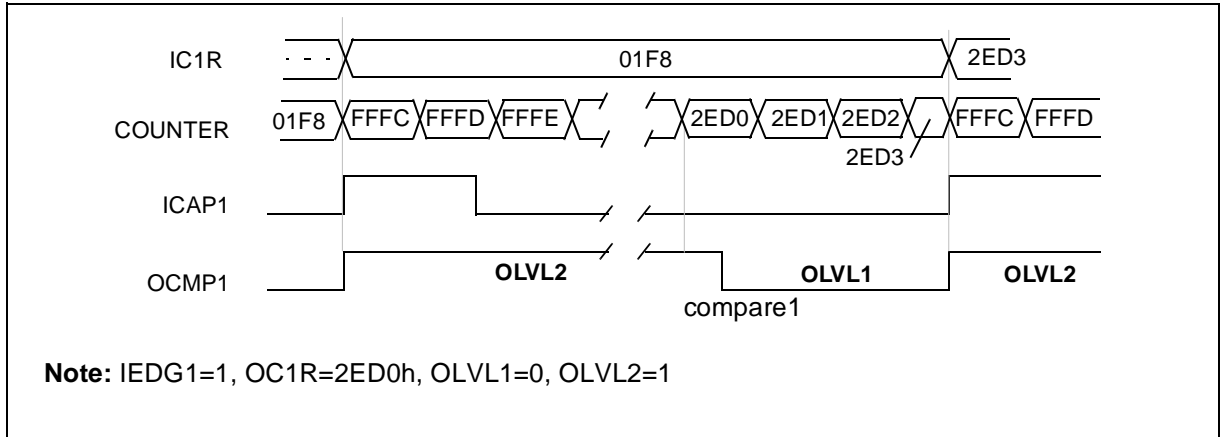 IC1R - - - 01F8 2ED3
COUNTER 01F8 FFFC FFFD FFFE 2ED0 2ED1 2ED2 FFFC FFFD
2ED3
ICAP1
OCMP1 OLVL2 OLVL1 OLVL2
compare1
Note: IEDG1=1, OC1R=2ED0h, OLVL1=0, OLVL2=1